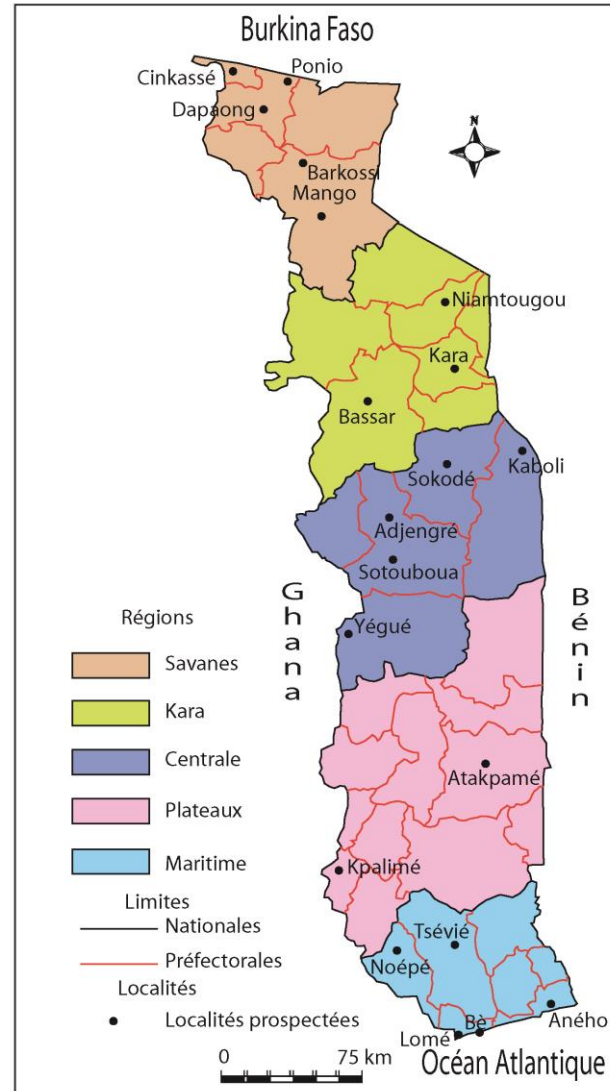 Burkina Faso
Cinkassé
Ponio
Dapaong
N
Barkossi
Mango
Niamtougou
Kara
Bassar
Kaboli
Sokodé
Adjengré
Sotouboua
Ghana
Bénin
Yégué
Régions
Savanes
Kara
Centrale
Plateaux
Maritime
Atakpamé
Kpalimé
Limites
Nationales
Préfectorales
Localités
Localités prospectées
Tsévié
Noépé
Aného
Bè
Lomé
0 75 km
Océan Atlantique